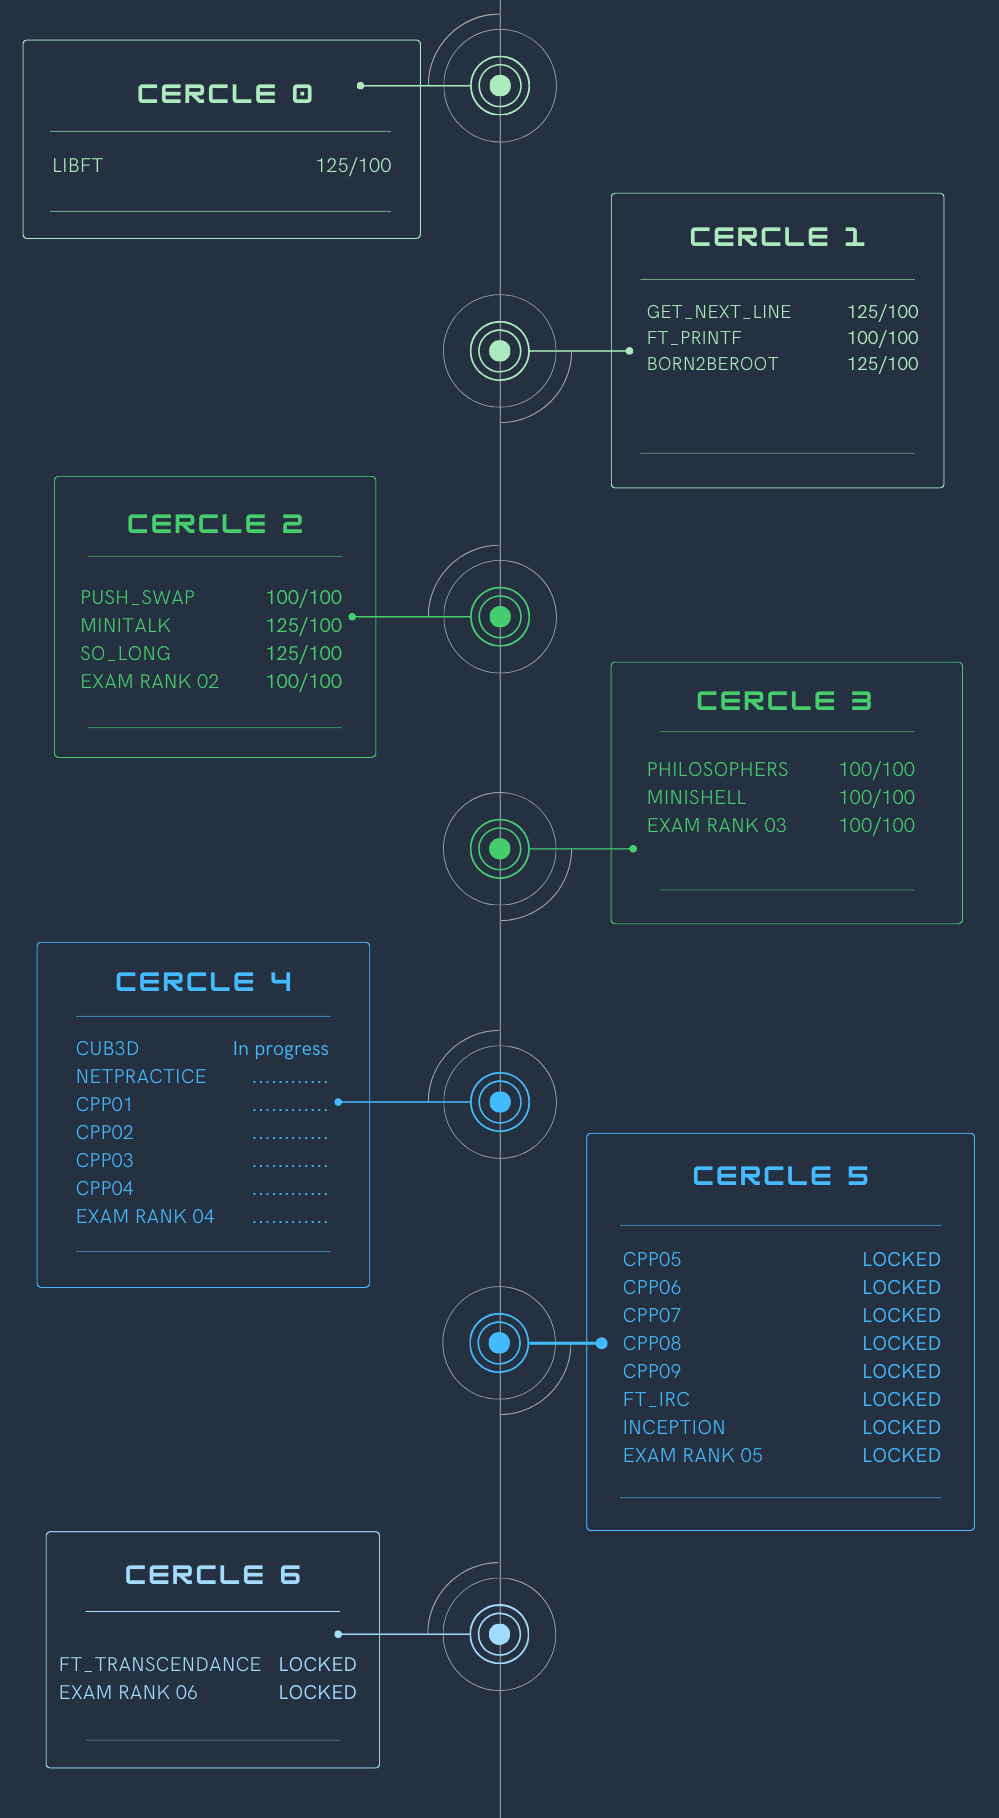 CERCLE 0
LIBFT 125/100
CERCLE 1
GET_NEXT_LINE 125/100
FT_PRINTF 100/100
BORN2BEROOT 125/100
CERCLE 2
PUSH_SWAP 100/100
MINITALK 125/100
SO_LONG 125/100
EXAM RANK 02 100/100
CERCLE 3
PHILOSOPHERS 100/100
MINISHELL 100/100
EXAM RANK 03 100/100
CERCLE 4
CUB3D In progress
NETPRACTICE ............
CPP01 ............
CPP02 ............
CPP03 ............
CPP04 ............
EXAM RANK 04 ............
CERCLE 5
CPP05 LOCKED
CPP06 LOCKED
CPP07 LOCKED
CPP08 LOCKED
CPP09 LOCKED
FT_IRC LOCKED
INCEPTION LOCKED
EXAM RANK 05 LOCKED
CERCLE 6
FT_TRANSCENDANCE LOCKED
EXAM RANK 06 LOCKED